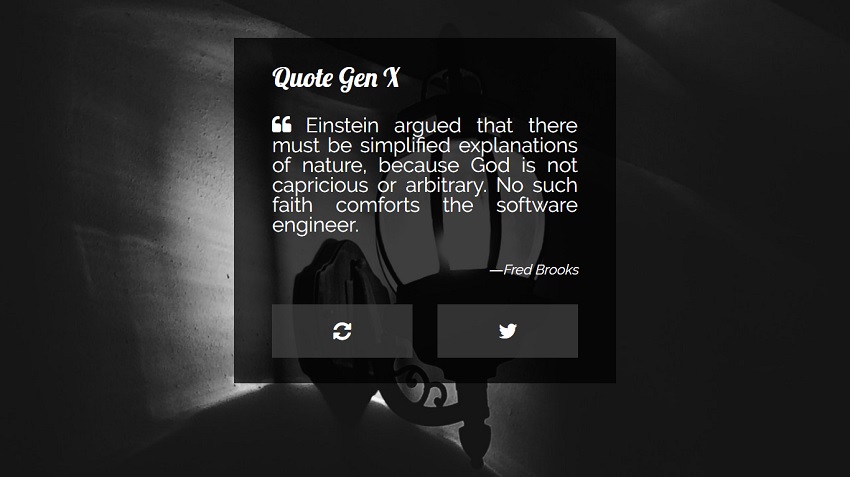 Quote Gen X
Einstein argued that there
must be simplified explanations
of nature, because God is not
capricious or arbitrary. No such
faith comforts the software
engineer.
—Fred Brooks